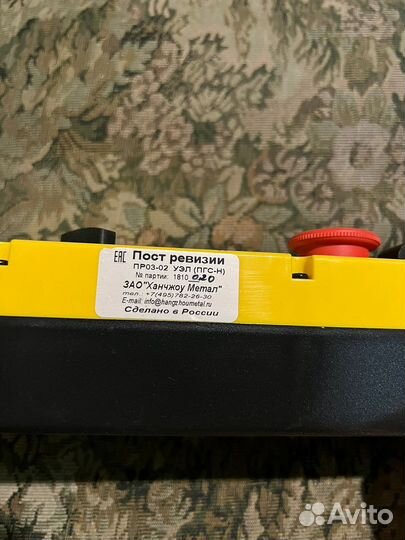 EAC Пост ревизии
ПР03-02 УЭЛ (ПГС-Н)
№ партии: 1810 020
ЗАО"Ханчжоу Метал"
тел.: +7(495)782-26-30
E-mail: info@hangzhoumetal.ru
Сделано в России
Avito